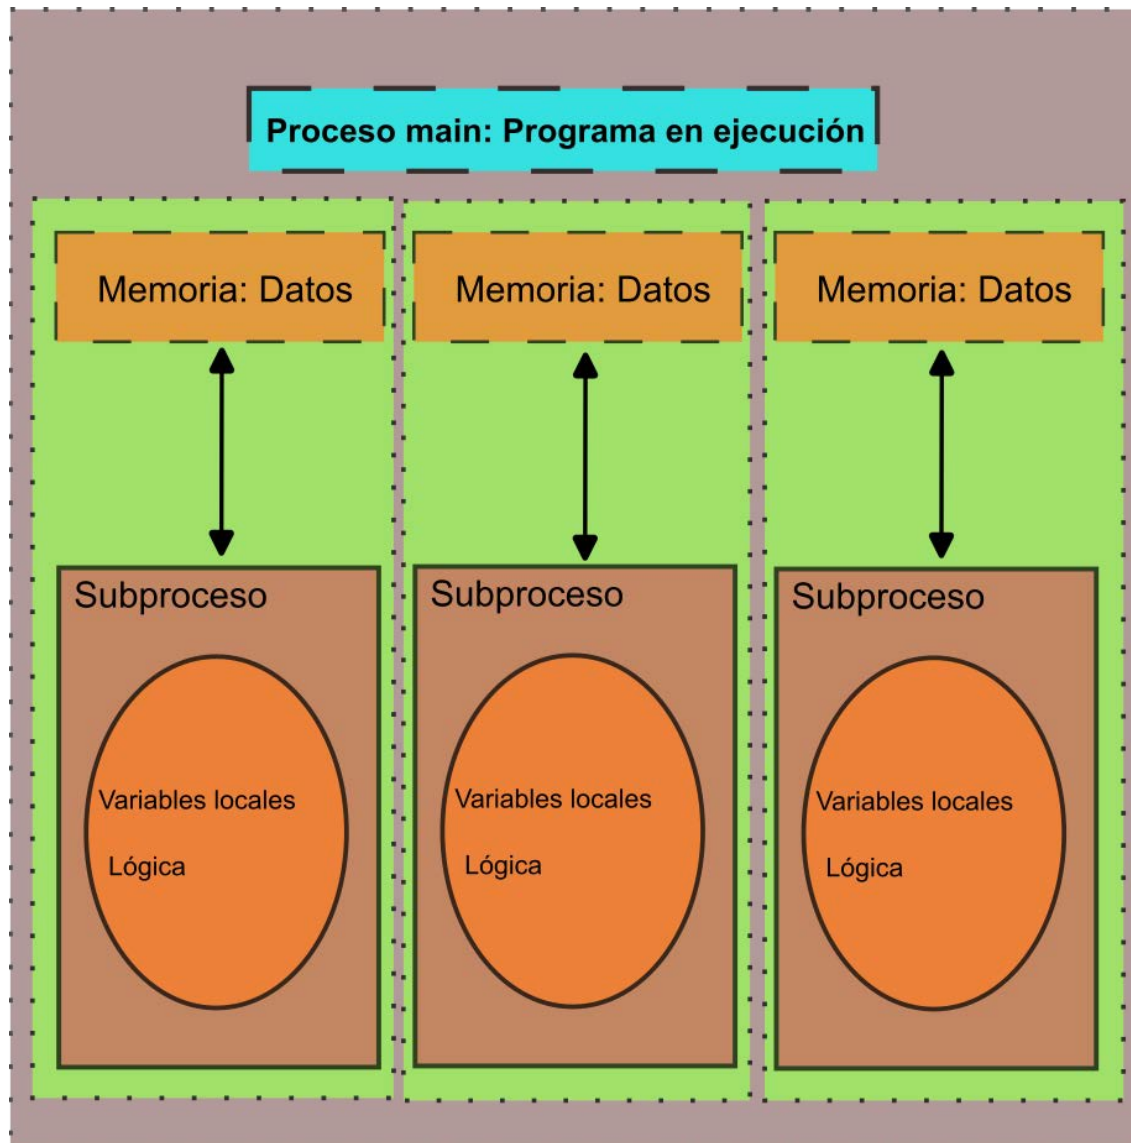 Proceso main: Programa en ejecución
Memoria: Datos
Memoria: Datos
Memoria: Datos
Subproceso
Variables locales
Lógica
Subproceso
Variables locales
Lógica
Subproceso
Variables locales
Lógica